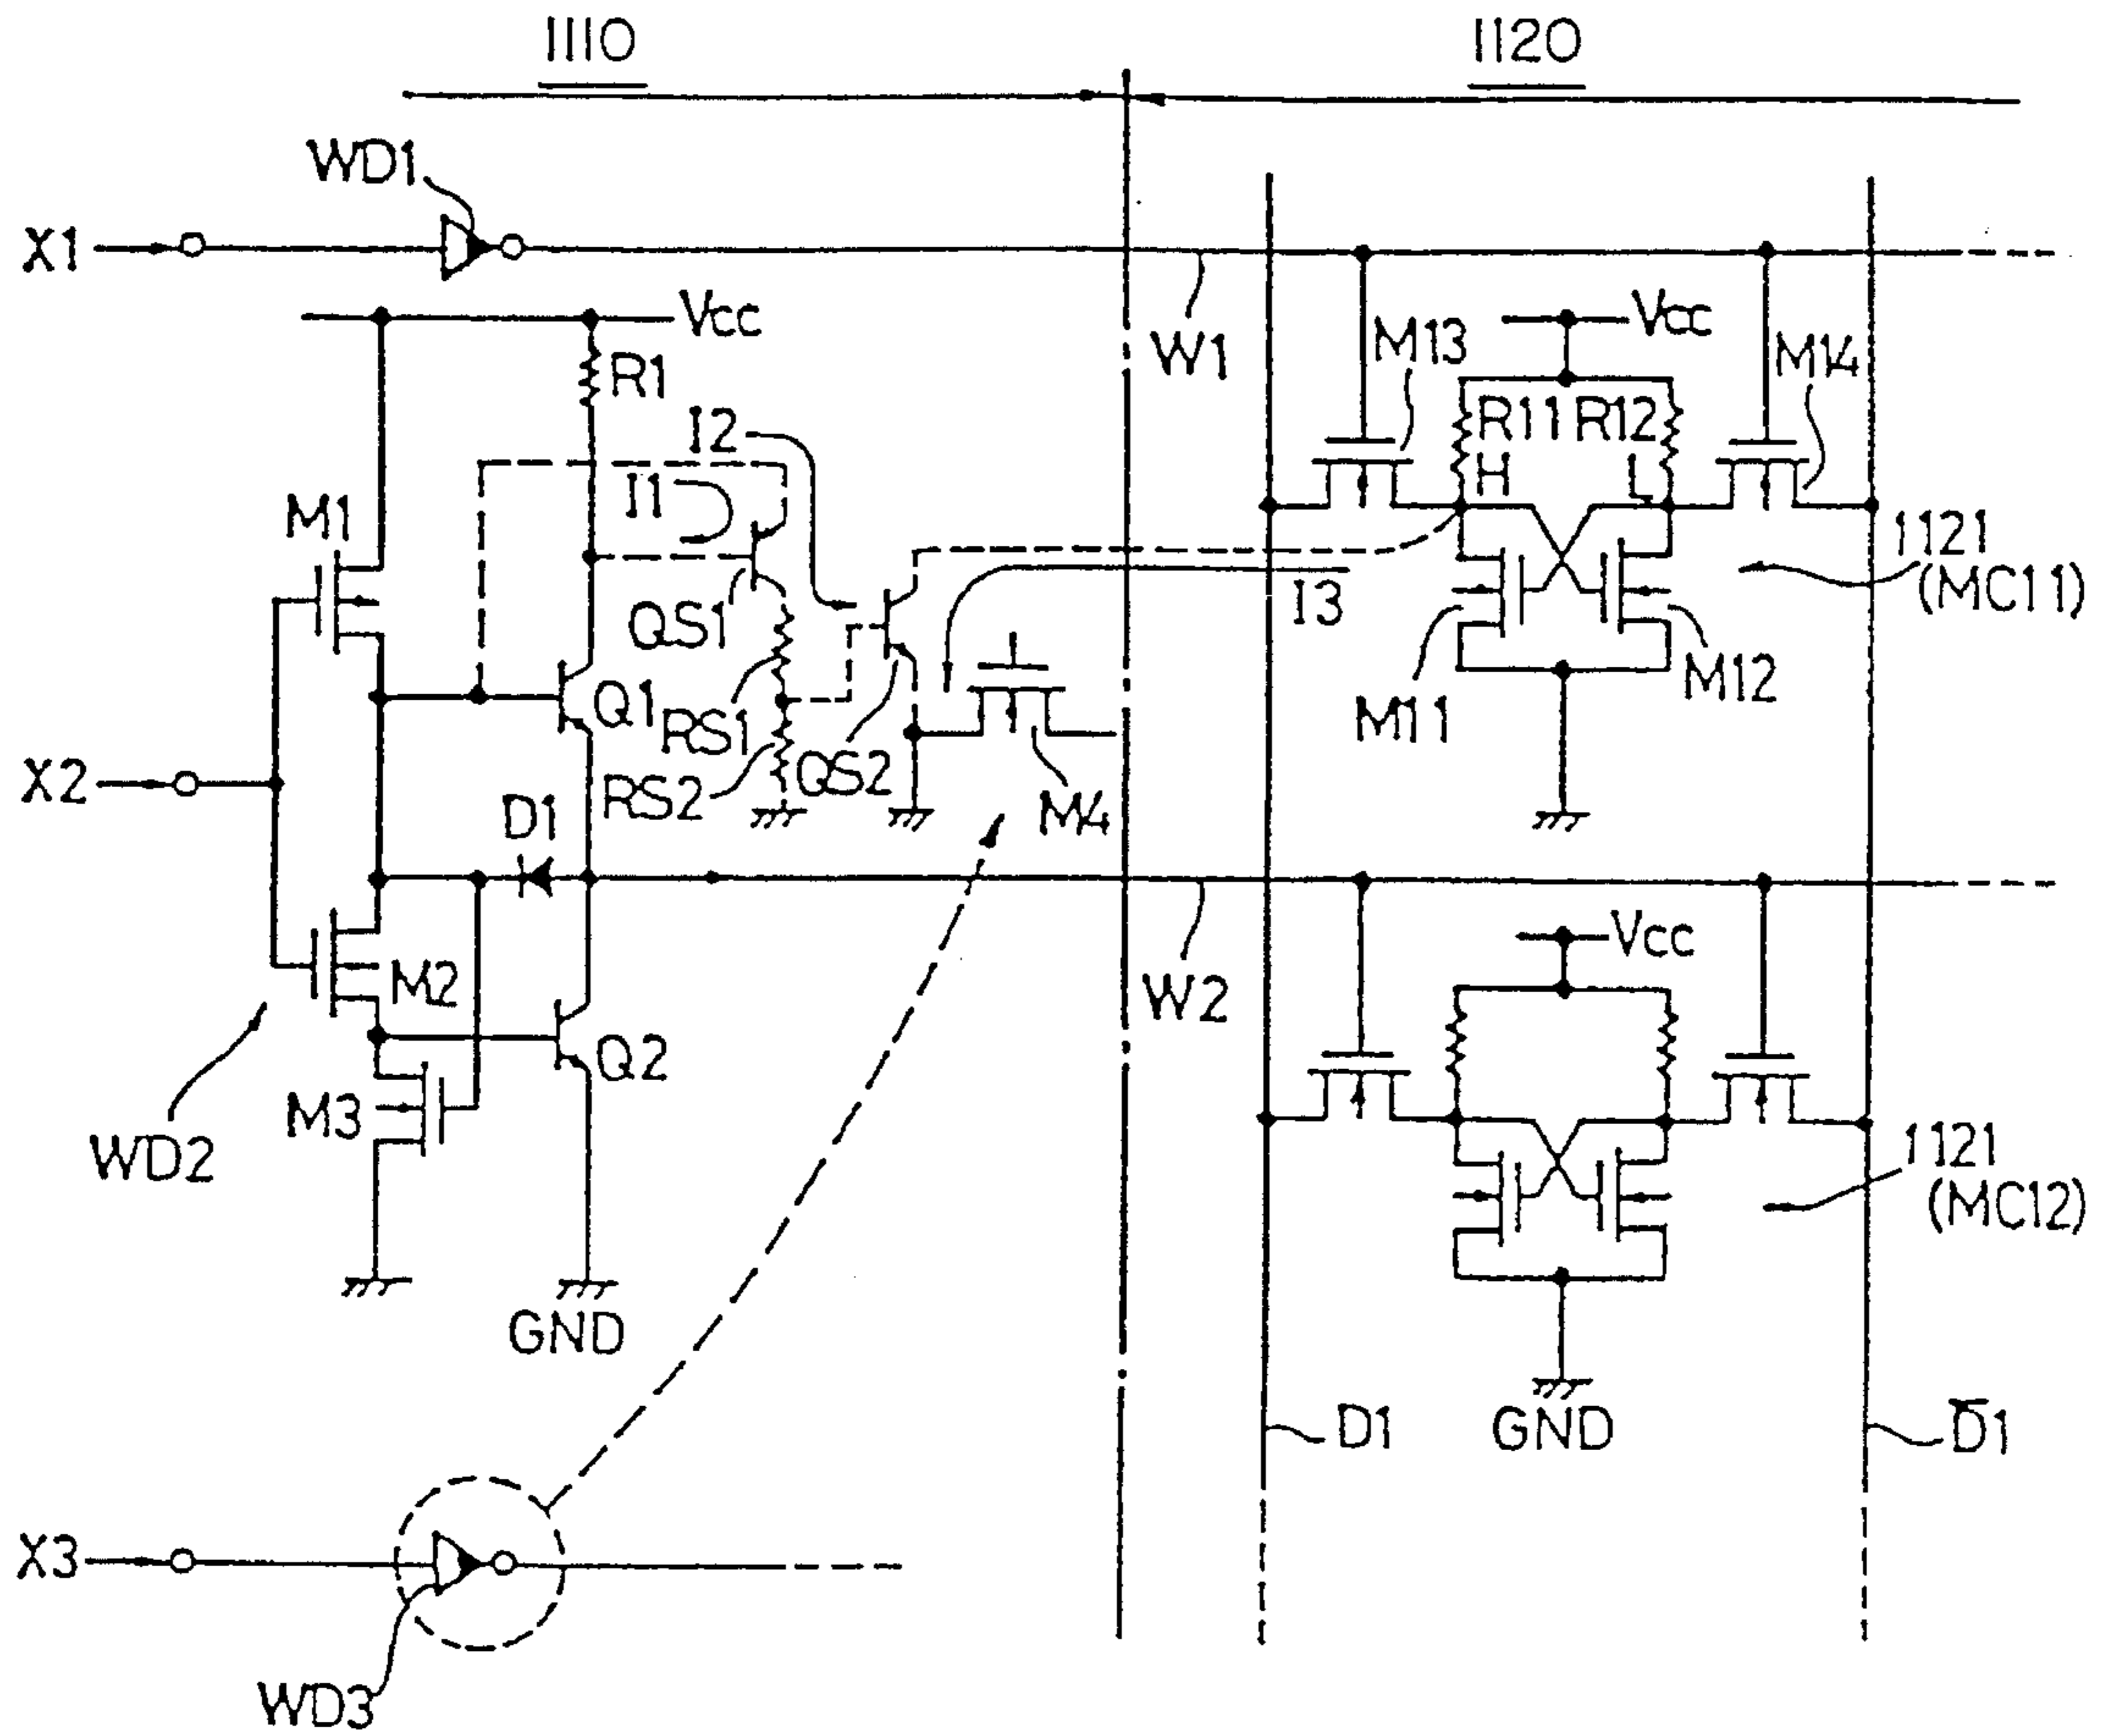 1110
1120
WD1
X1
Vcc
W1
M13
Vcc
M14
R1
I2
R11
R12
I1
H
L
M1
1121
(MC11)
QS1
I3
M12
Q1
RS1
M11
X2
RS2
QS2
M4
D1
M2
W2
Vcc
Q2
M3
WD2
1121
(MC12)
GND
D1
GND
D̅1
X3
WD3